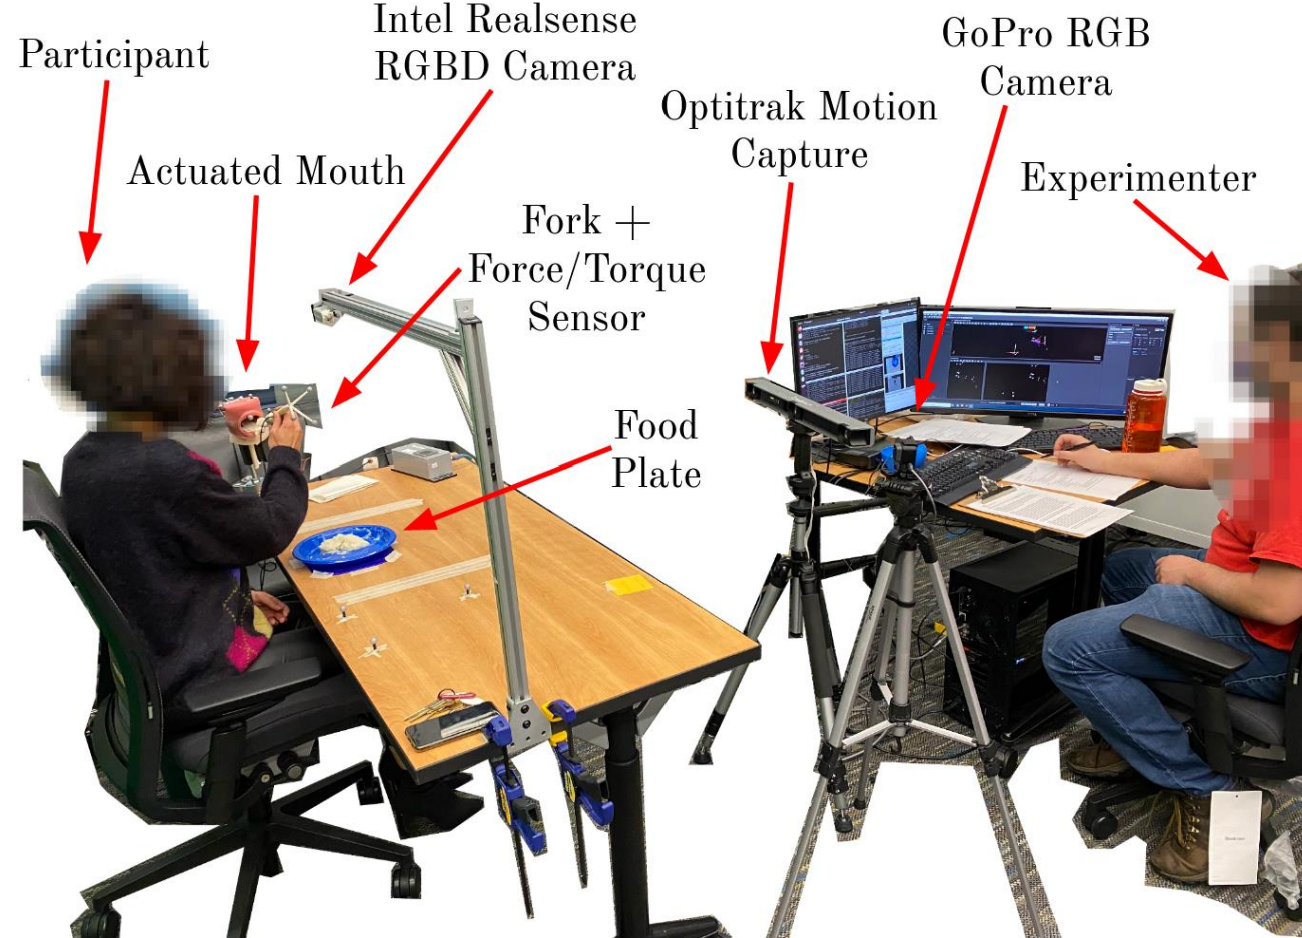 Participant
Intel Realsense
RGBD Camera
GoPro RGB
Camera
Optitrak Motion
Capture
Actuated Mouth
Experimenter
Fork +
Force/Torque
Sensor
Food
Plate